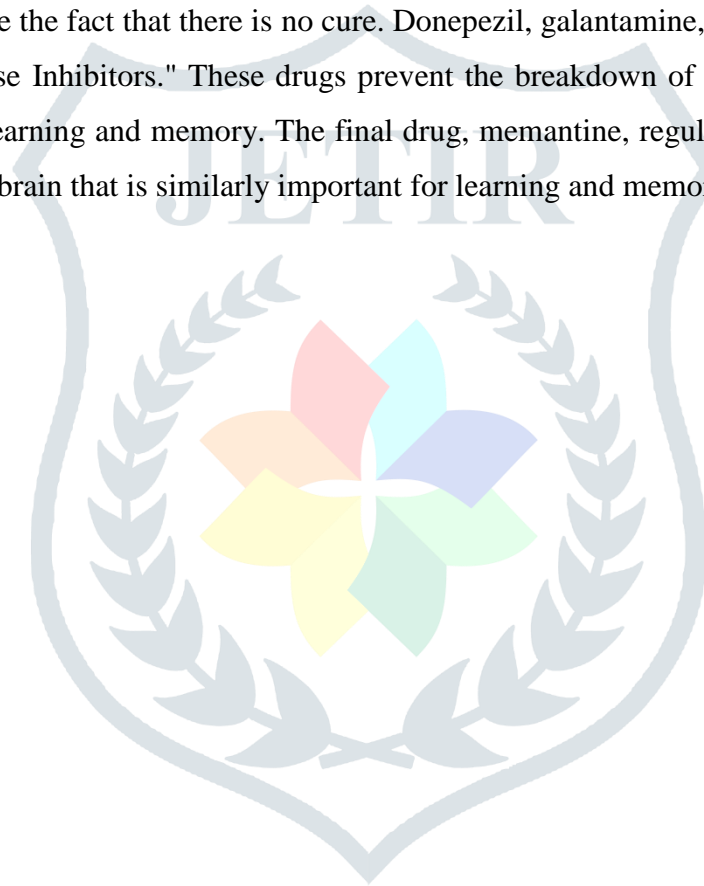 e the fact that there is no cure. Donepezil, galantamine,
se Inhibitors." These drugs prevent the breakdown of
earning and memory. The final drug, memantine, regul
brain that is similarly important for learning and memor
JETIR